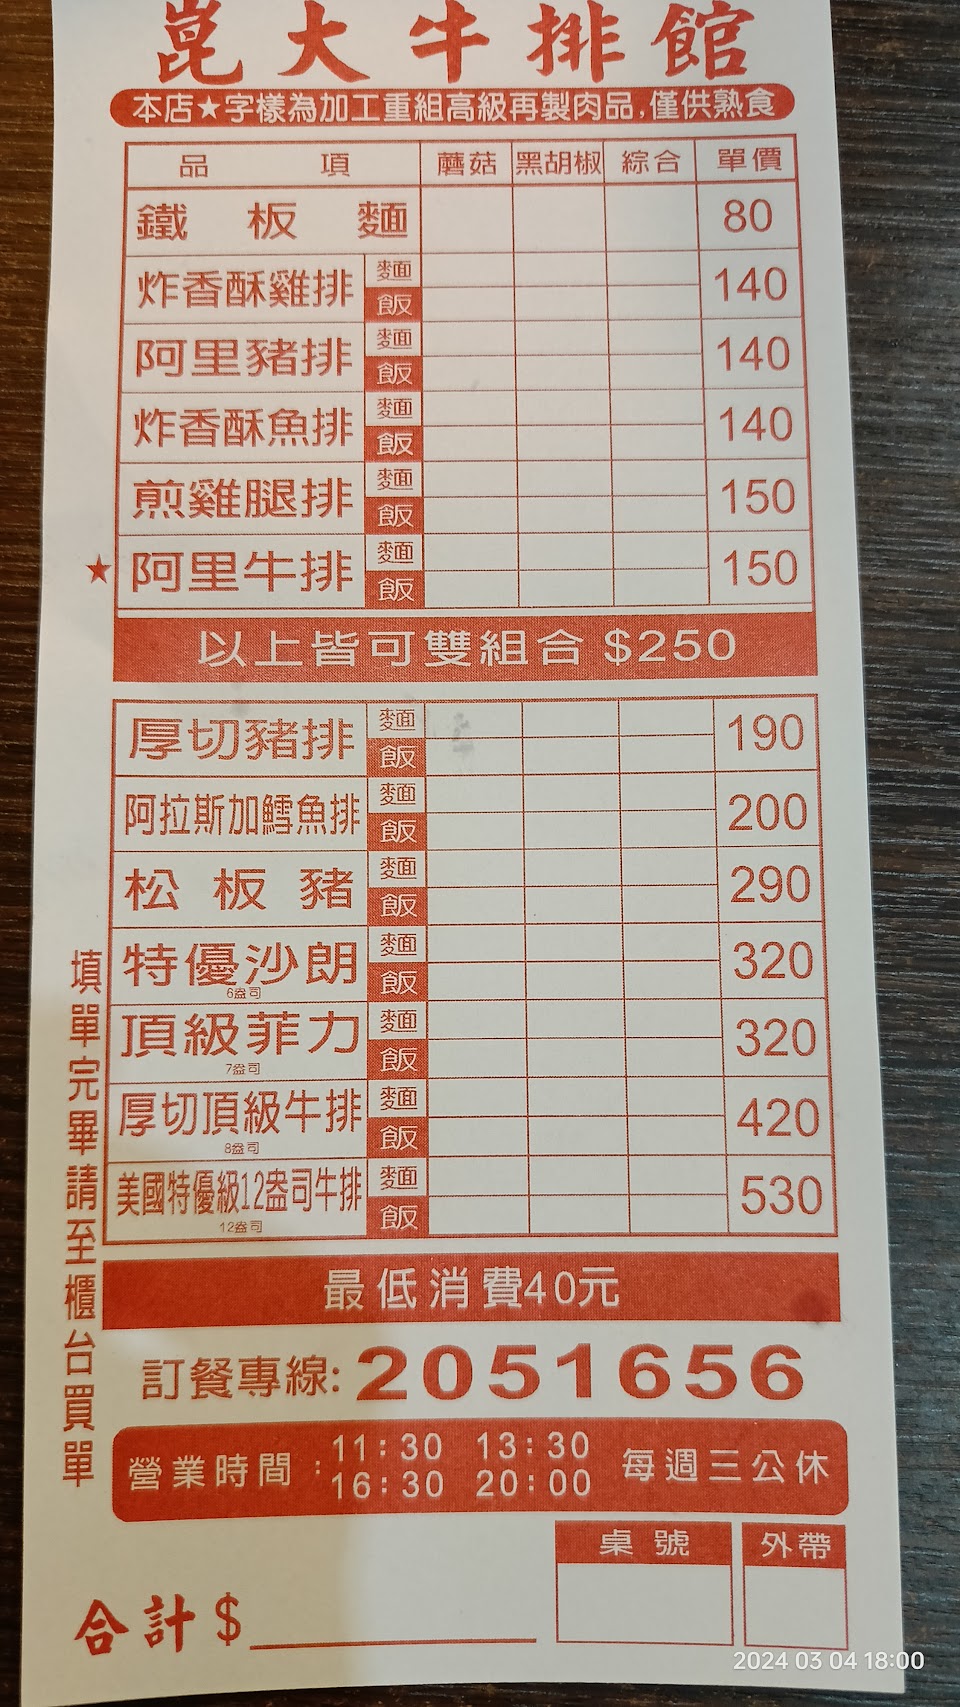 崑大牛排館
本店★字樣為加工重組高級再製肉品,僅供熟食
品項 蘑菇 黑胡椒 綜合 單價
鐵板麵 80
炸香酥雞排 麵 飯 140
阿里豬排 麵 飯 140
炸香酥魚排 麵 飯 140
煎雞腿排 麵 飯 150
★ 阿里牛排 麵 飯 150
以上皆可雙組合 $250
厚切豬排 麵 飯 190
阿拉斯加鱈魚排 麵 飯 200
松板豬 麵 飯 290
特優沙朗 6盎司 麵 飯 320
頂級菲力 7盎司 麵 飯 320
厚切頂級牛排 8盎司 麵 飯 420
美國特優級12盎司牛排 12盎司 麵 飯 530
填單完畢請至櫃台買單
最低消費40元
訂餐專線: 2051656
營業時間: 11:30 13:30 每週三公休
16:30 20:00
桌號 外帶
合計$
2024 03 04 18:00